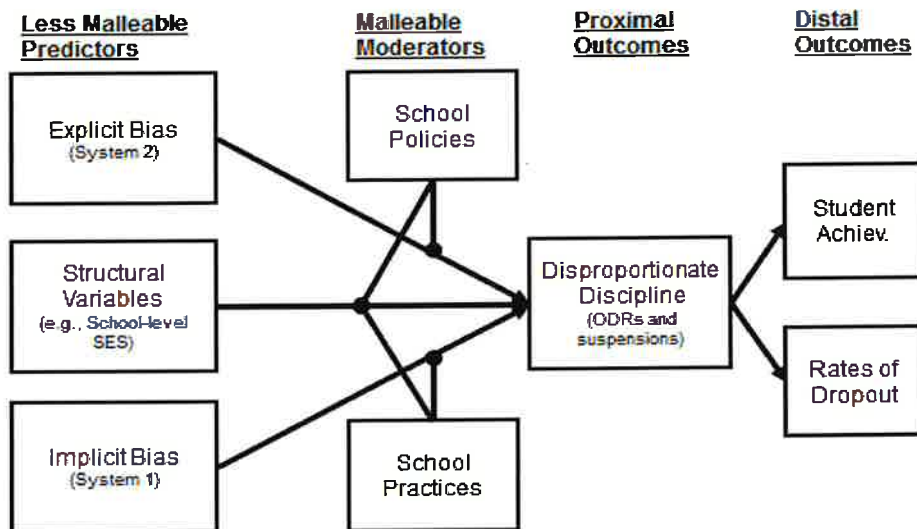 Less Malleable
Predictors
Malleable
Moderators
Proximal
Outcomes
Distal
Outcomes
Explicit Bias
(System 2)
School
Policies
Student
Achiev.
Structural
Variables
(e.g., School-level
SES)
Disproportionate
Discipline
(ODRs and
suspensions)
Rates of
Dropout
Implicit Bias
(System 1)
School
Practices